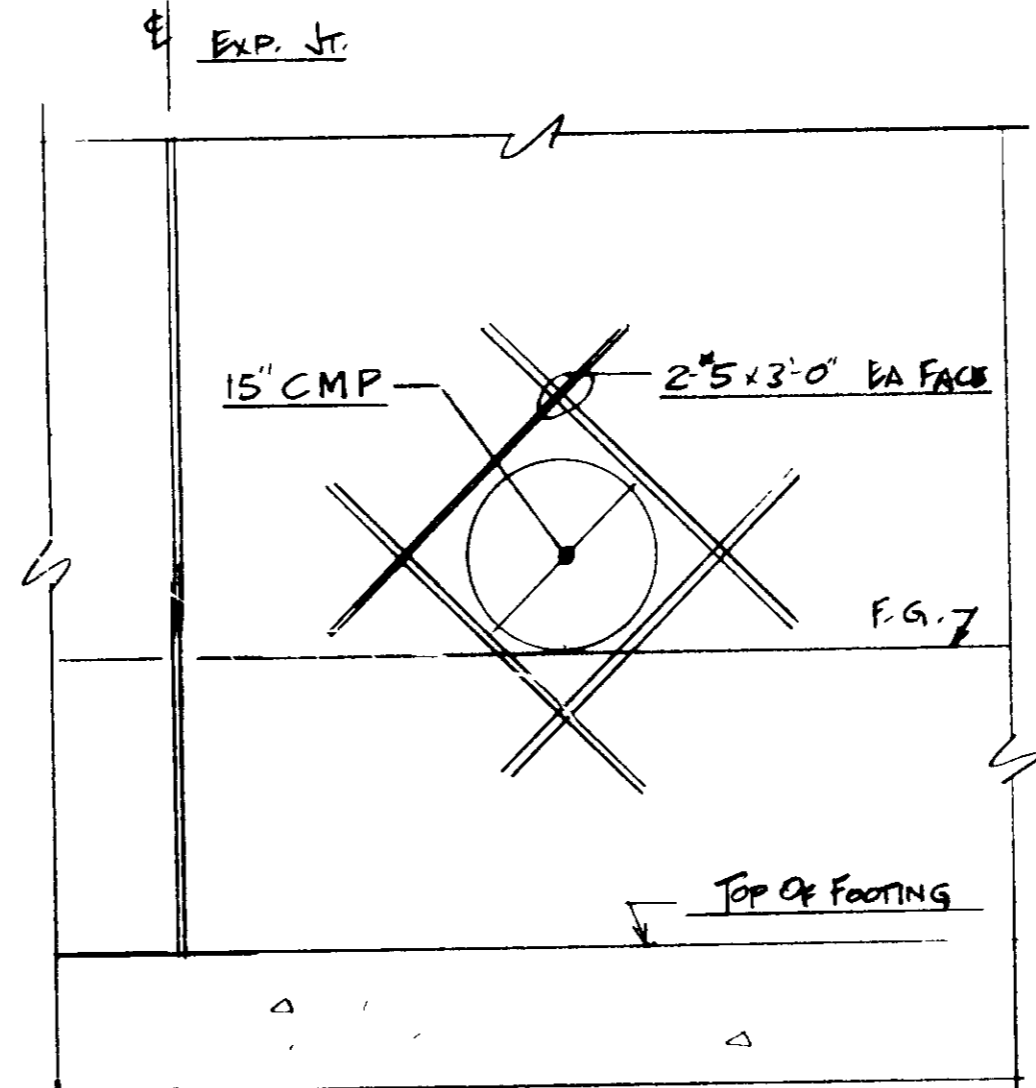 ℄ EXP. JT.
15" CMP
2-#5 x 3'-0" EA FACE
F.G.
TOP OF FOOTING